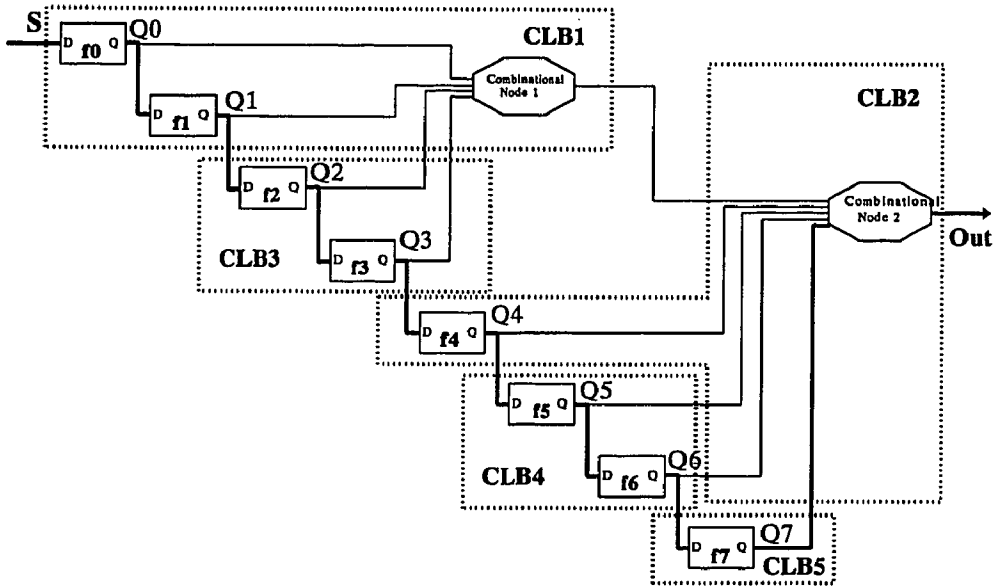 S
D Q
f0
Q0
CLB1
Combinational
Node 1
D Q
f1
Q1
CLB2
D Q
f2
Q2
Combinational
Node 2
Out
CLB3
D Q
f3
Q3
D Q
f4
Q4
D Q
f5
Q5
CLB4
D Q
f6
Q6
D Q
f7
Q7
CLB5